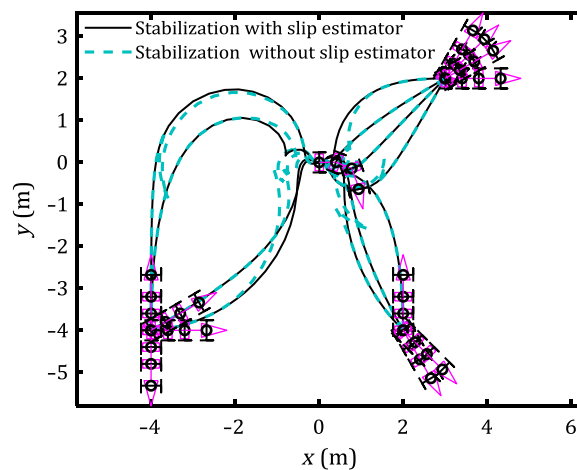 Stabilization with slip estimator
Stabilization without slip estimator
y (m)
3
2
1
0
−1
−2
−3
−4
−5
−4 −2 0 2 4 6
x (m)